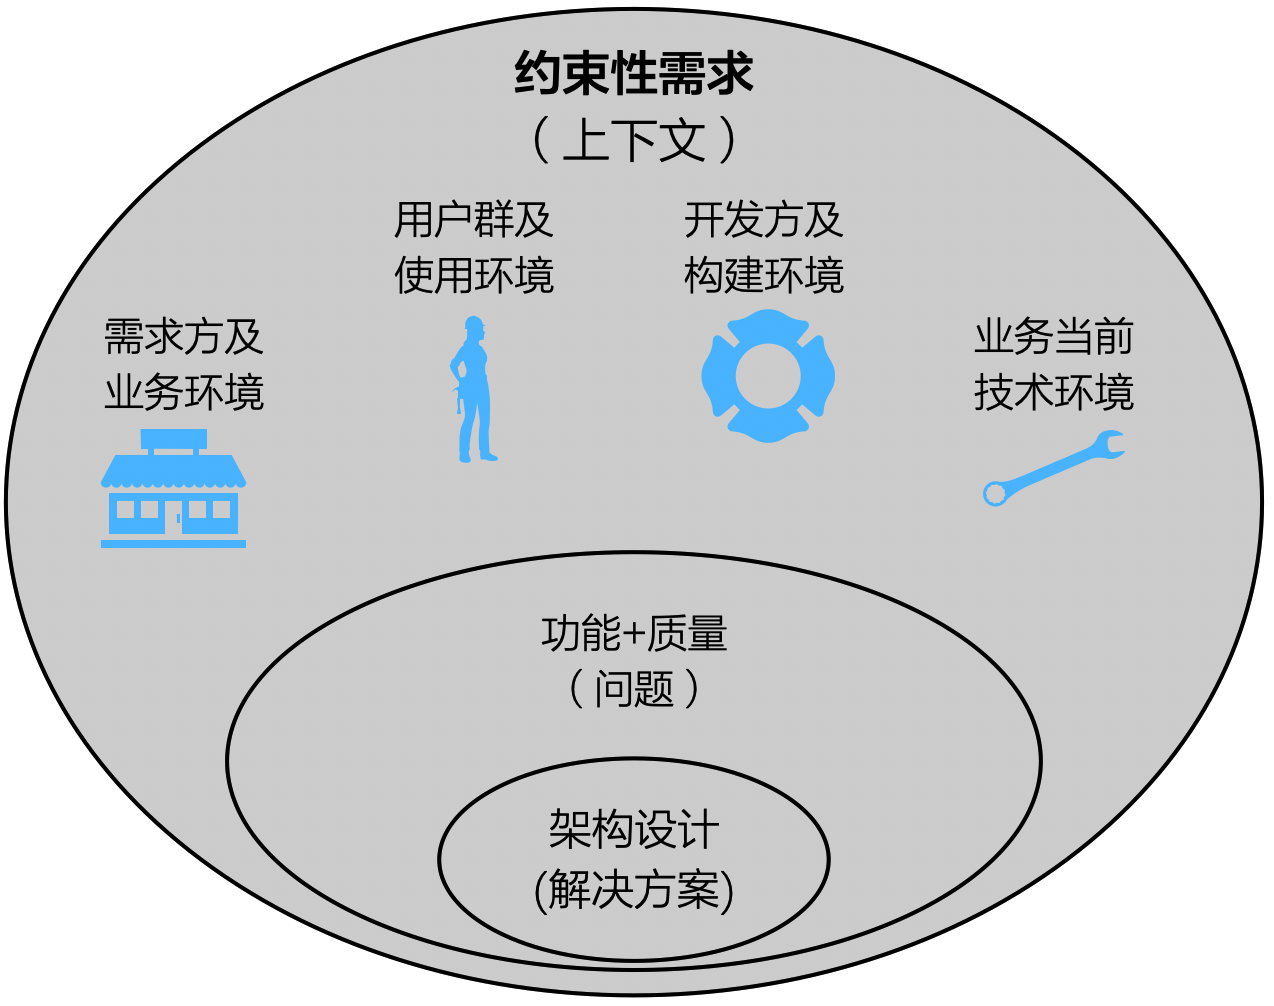 约束性需求
（上下文）
用户群及
使用环境
开发方及
构建环境
需求方及
业务环境
业务当前
技术环境
功能+质量
（问题）
架构设计
(解决方案)